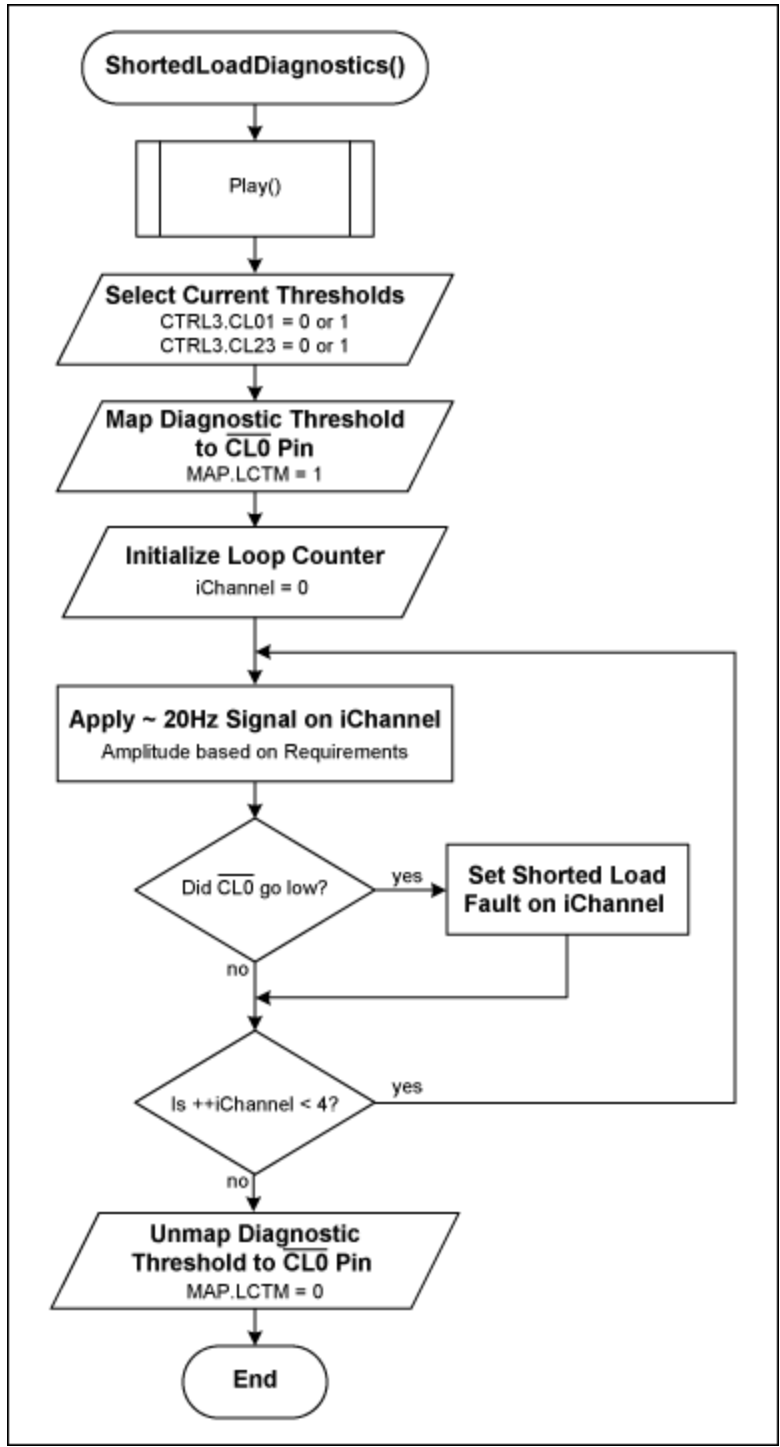 ShortedLoadDiagnostics()
Play()
Select Current Thresholds
CTRL3.CL01 = 0 or 1
CTRL3.CL23 = 0 or 1
Map Diagnostic Threshold
to C̅L̅0̅ Pin
MAP.LCTM = 1
Initialize Loop Counter
iChannel = 0
Apply ~ 20Hz Signal on iChannel
Amplitude based on Requirements
Did C̅L̅0̅ go low?
yes
Set Shorted Load
Fault on iChannel
no
Is ++iChannel < 4?
yes
no
Unmap Diagnostic
Threshold to C̅L̅0̅ Pin
MAP.LCTM = 0
End